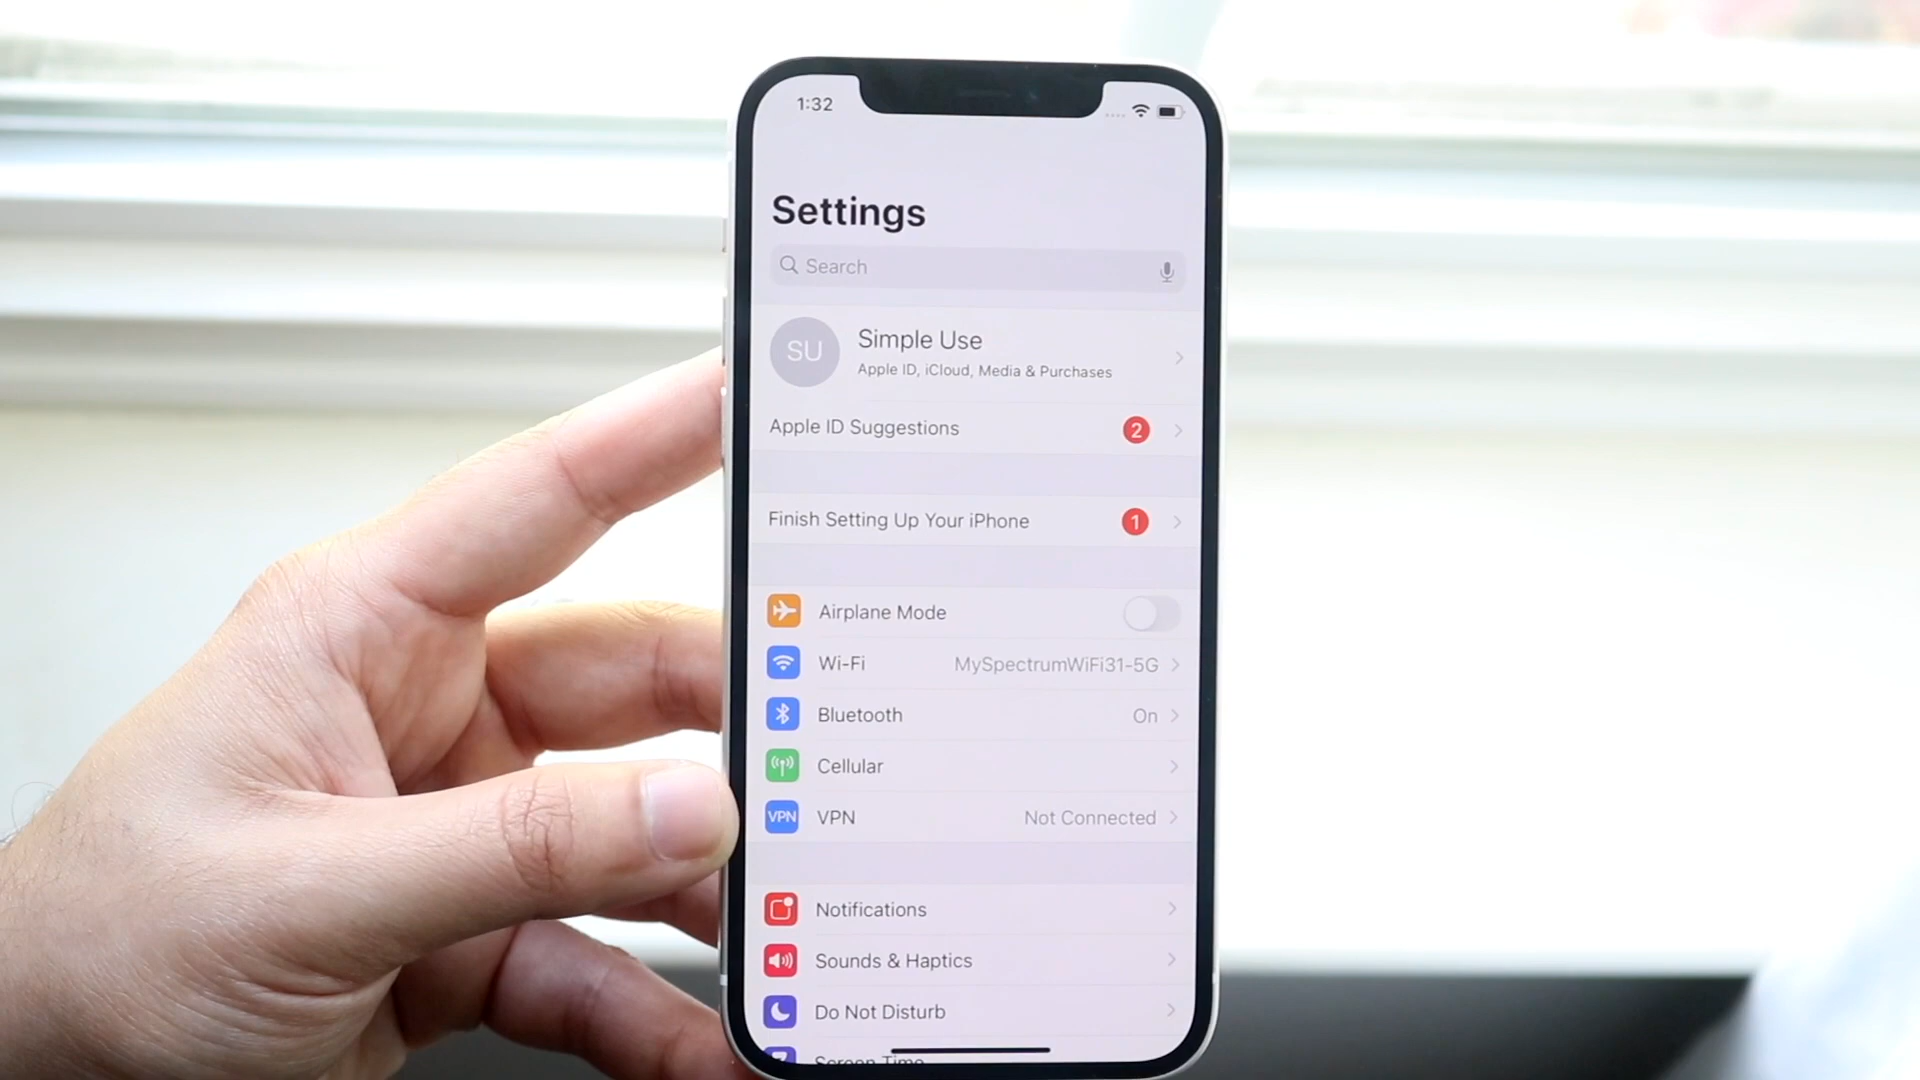 1:32
Settings
Search
SU
Simple Use
Apple ID, iCloud, Media & Purchases
Apple ID Suggestions 2
Finish Setting Up Your iPhone 1
Airplane Mode
Wi-Fi MySpectrumWiFi31-5G
Bluetooth On
Cellular
VPN VPN Not Connected
Notifications
Sounds & Haptics
Do Not Disturb
Screen Time